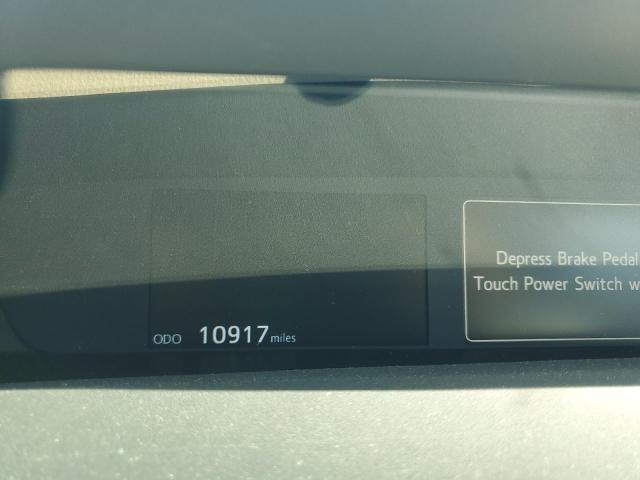 Depress Brake Pedal
Touch Power Switch w
ODO 10917 miles